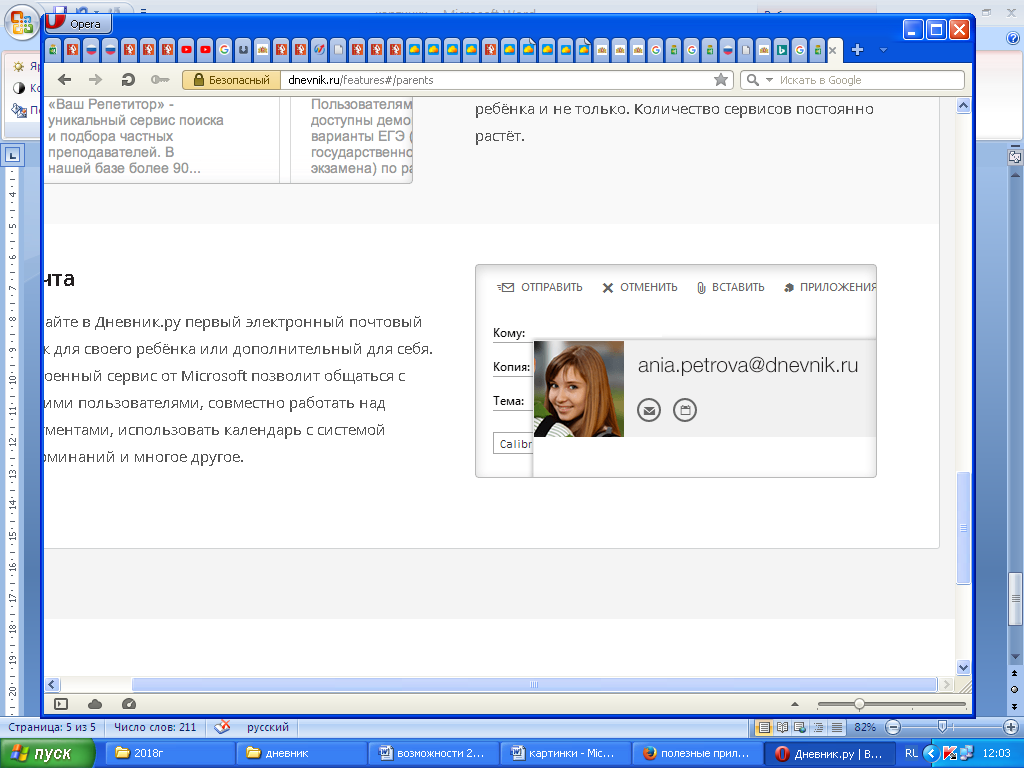 картинки - Microsoft Word
Opera
Безопасный
dnevnik.ru/features#/parents
Искать в Google
«Ваш Репетитор» -
уникальный сервис поиска
и подбора частных
преподавателей. В
нашей базе более 90...
Пользователям
доступны демо
варианты ЕГЭ (
государственно
экзамена) по ра
ребёнка и не только. Количество сервисов постоянно
растёт.
чта
айте в Дневник.ру первый электронный почтовый
к для своего ребёнка или дополнительный для себя.
оенный сервис от Microsoft позволит общаться с
ими пользователями, совместно работать над
ументами, использовать календарь с системой
оминаний и многое другое.
ОТПРАВИТЬ
ОТМЕНИТЬ
ВСТАВИТЬ
ПРИЛОЖЕНИЯ
Кому:
Копия:
Тема:
Calibr
ania.petrova@dnevnik.ru
Страница: 5 из 5
Число слов: 211
русский
82%
пуск
2018г
дневник
возможности 2...
картинки - Mic...
полезные прил...
Дневник.ру | В...
RL
12:03